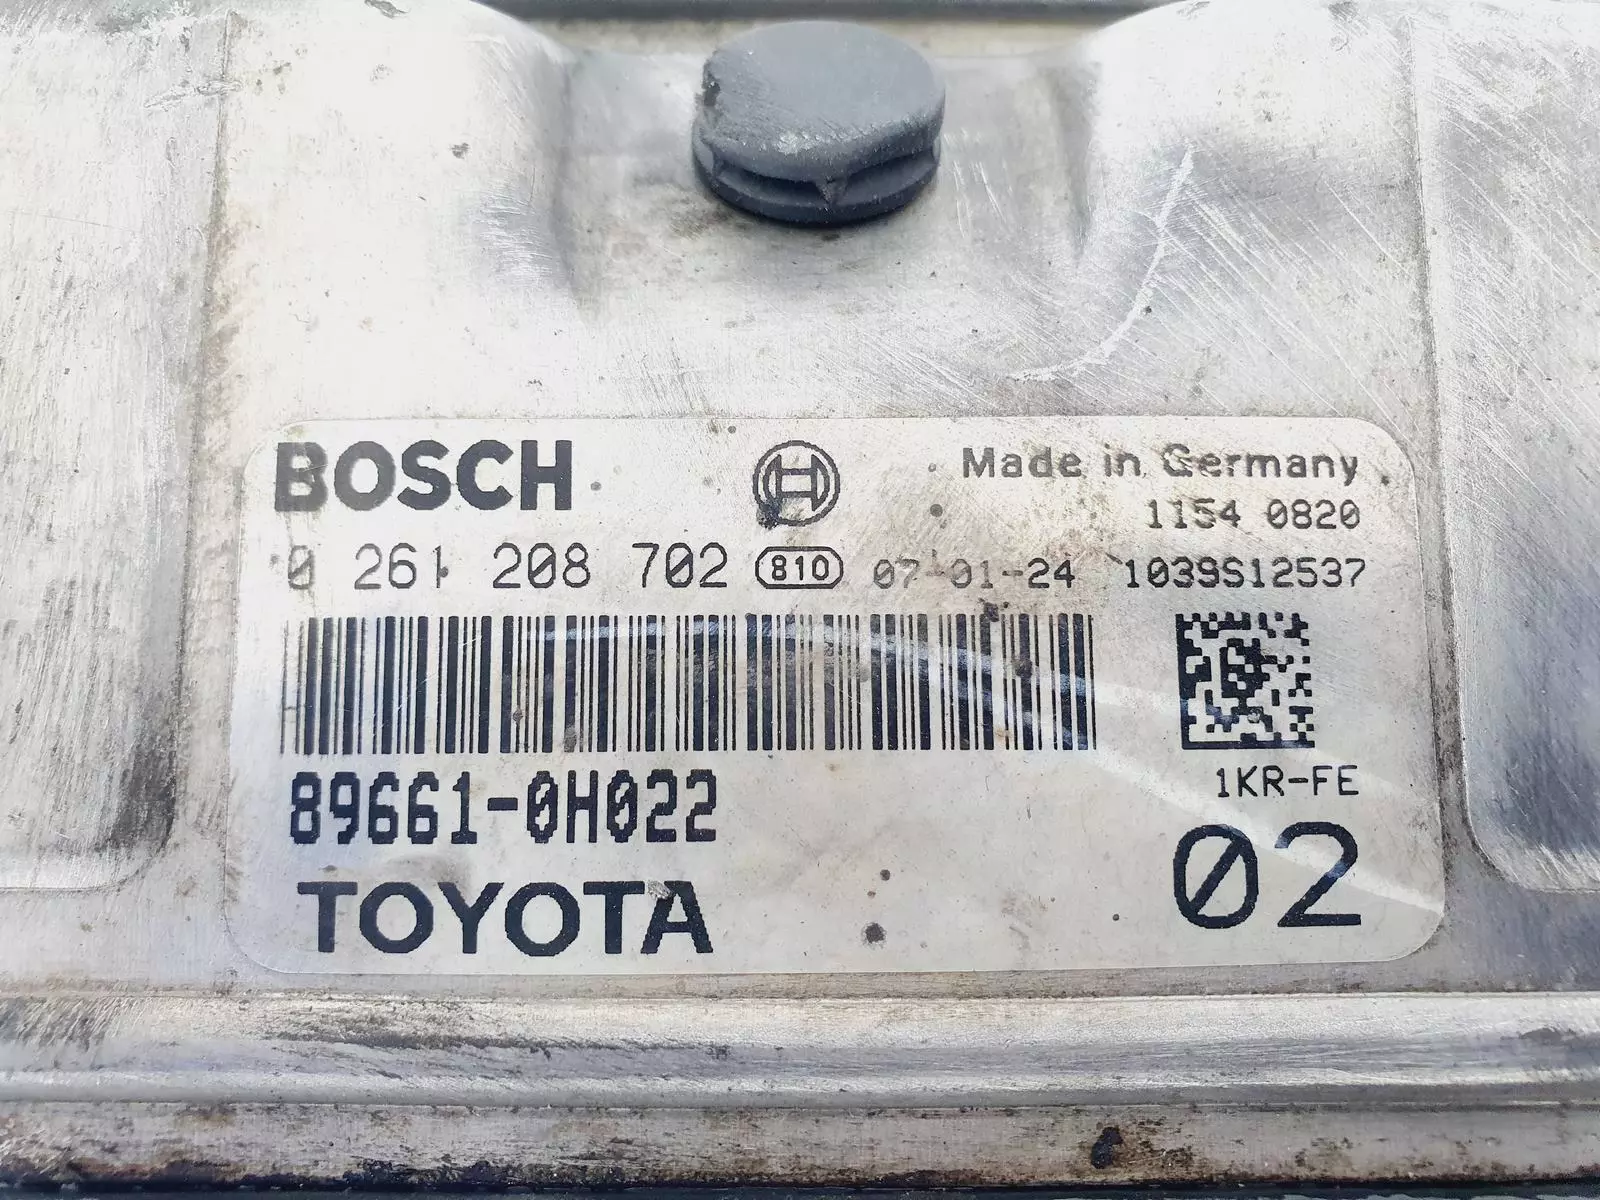 BOSCH
Made in Germany
1154 0820
0 261 208 702 810 07-01-24 1039S12537
89661-0H022
1KR-FE
TOYOTA
02